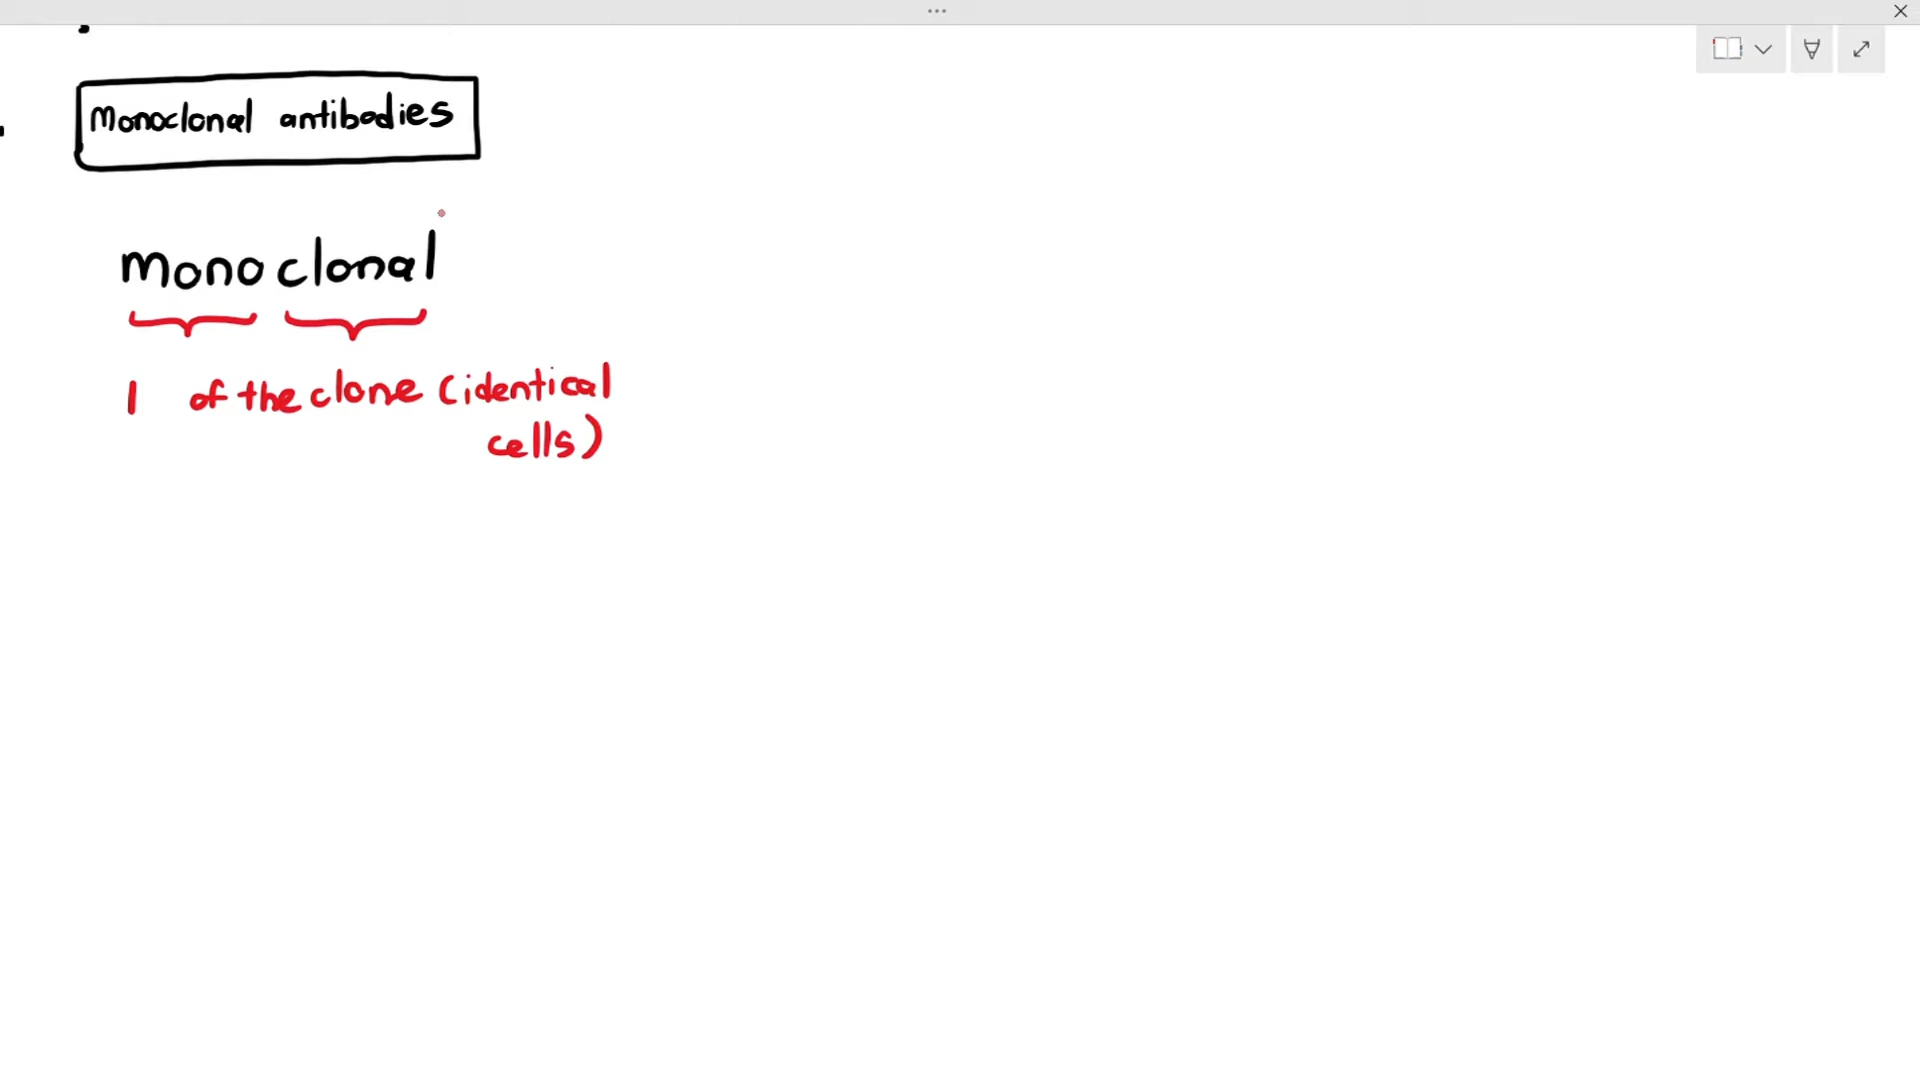 Monoclonal antibodies
monoclonal
1 of the clone (identical
cells)